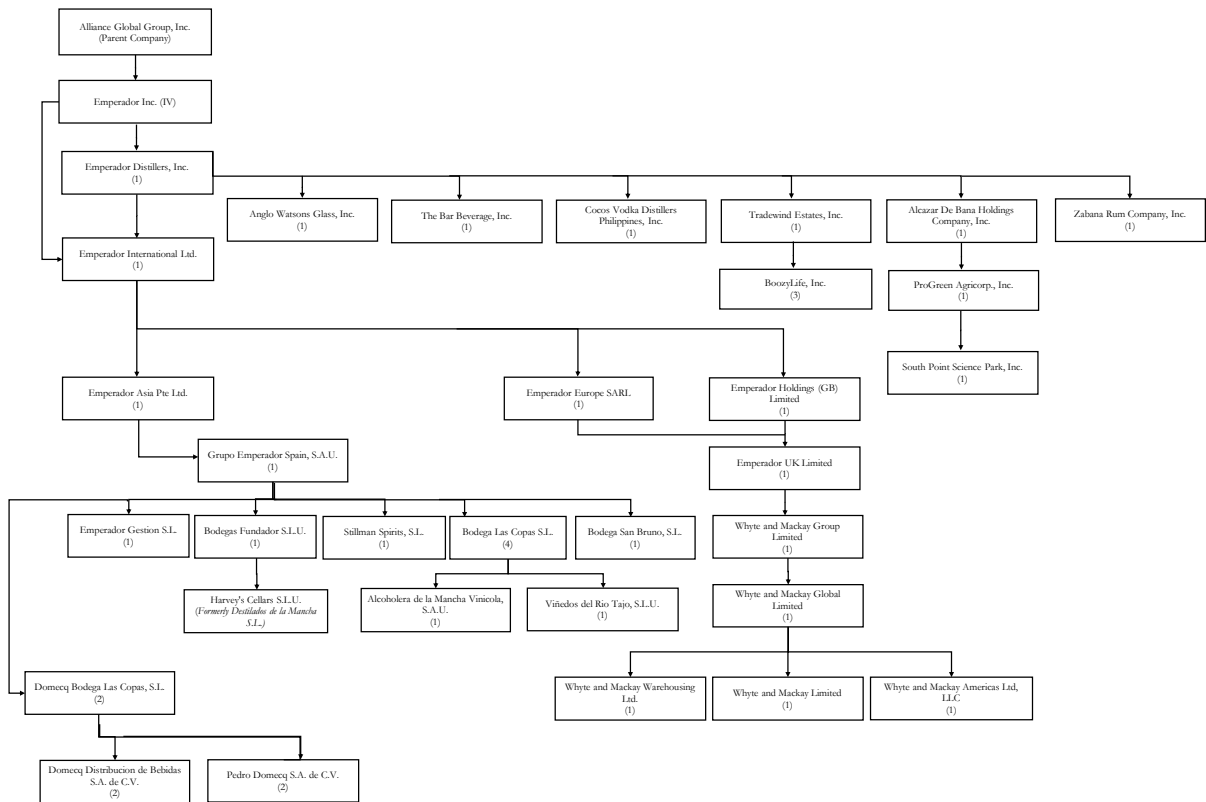 Alliance Global Group, Inc.
(Parent Company)
Emperador Inc. (IV)
Emperador Distillers, Inc.
(1)
Anglo Watsons Glass, Inc.
(1)
The Bar Beverage, Inc.
(1)
Cocos Vodka Distillers
Philippines, Inc.
(1)
Tradewind Estates, Inc.
(1)
Alcazar De Bana Holdings
Company, Inc.
(1)
Zabana Rum Company, Inc.
(1)
Emperador International Ltd.
(1)
BoozyLife, Inc.
(3)
ProGreen Agricorp., Inc.
(1)
South Point Science Park, Inc.
(1)
Emperador Asia Pte Ltd.
(1)
Emperador Europe SARL
(1)
Emperador Holdings (GB)
Limited
(1)
Grupo Emperador Spain, S.A.U.
(1)
Emperador UK Limited
(1)
Emperador Gestion S.L.
(1)
Bodegas Fundador S.L.U.
(1)
Stillman Spirits, S.L.
(1)
Bodega Las Copas S.L.
(4)
Bodega San Bruno, S.L.
(1)
Whyte and Mackay Group
Limited
(1)
Harvey's Cellars S.L.U.
(Formerly Destilados de la Mancha
S.L.)
Alcoholera de la Mancha Vinicola,
S.A.U.
(1)
Viñedos del Rio Tajo, S.L.U.
(1)
Whyte and Mackay Global
Limited
(1)
Domecq Bodega Las Copas, S.L.
(2)
Whyte and Mackay Warehousing
Ltd.
(1)
Whyte and Mackay Limited
(1)
Whyte and Mackay Americas Ltd,
LLC
(1)
Domecq Distribucion de Bebidas
S.A. de C.V.
(2)
Pedro Domecq S.A. de C.V.
(2)